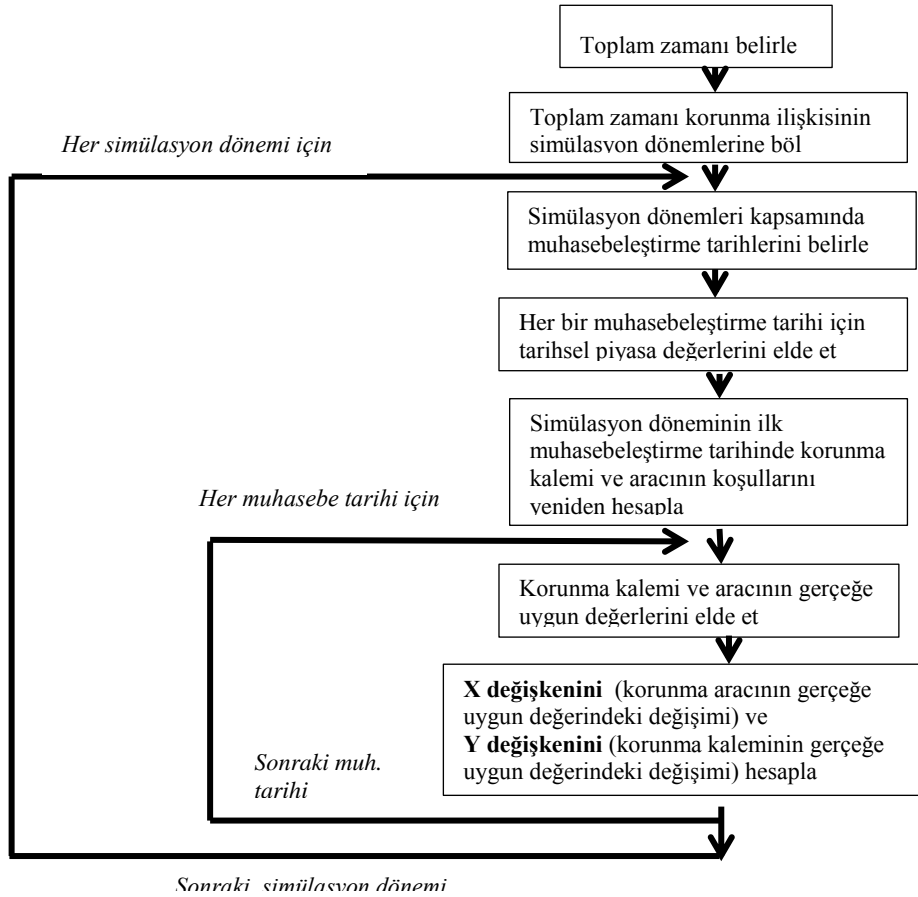 Toplam zamanı belirle
Toplam zamanı korunma ilişkisinin
simülasyon dönemlerine böl
Her simülasyon dönemi için
Simülasyon dönemleri kapsamında
muhasebeleştirme tarihlerini belirle
Her bir muhasebeleştirme tarihi için
tarihsel piyasa değerlerini elde et
Simülasyon döneminin ilk
muhasebeleştirme tarihinde korunma
kalemi ve aracının koşullarını
yeniden hesapla
Her muhasebe tarihi için
Korunma kalemi ve aracının gerçeğe
uygun değerlerini elde et
X değişkenini (korunma aracının gerçeğe
uygun değerindeki değişimi) ve
Y değişkenini (korunma kaleminin gerçeğe
uygun değerindeki değişimi) hesapla
Sonraki muh.
tarihi
Sonraki simülasyon dönemi